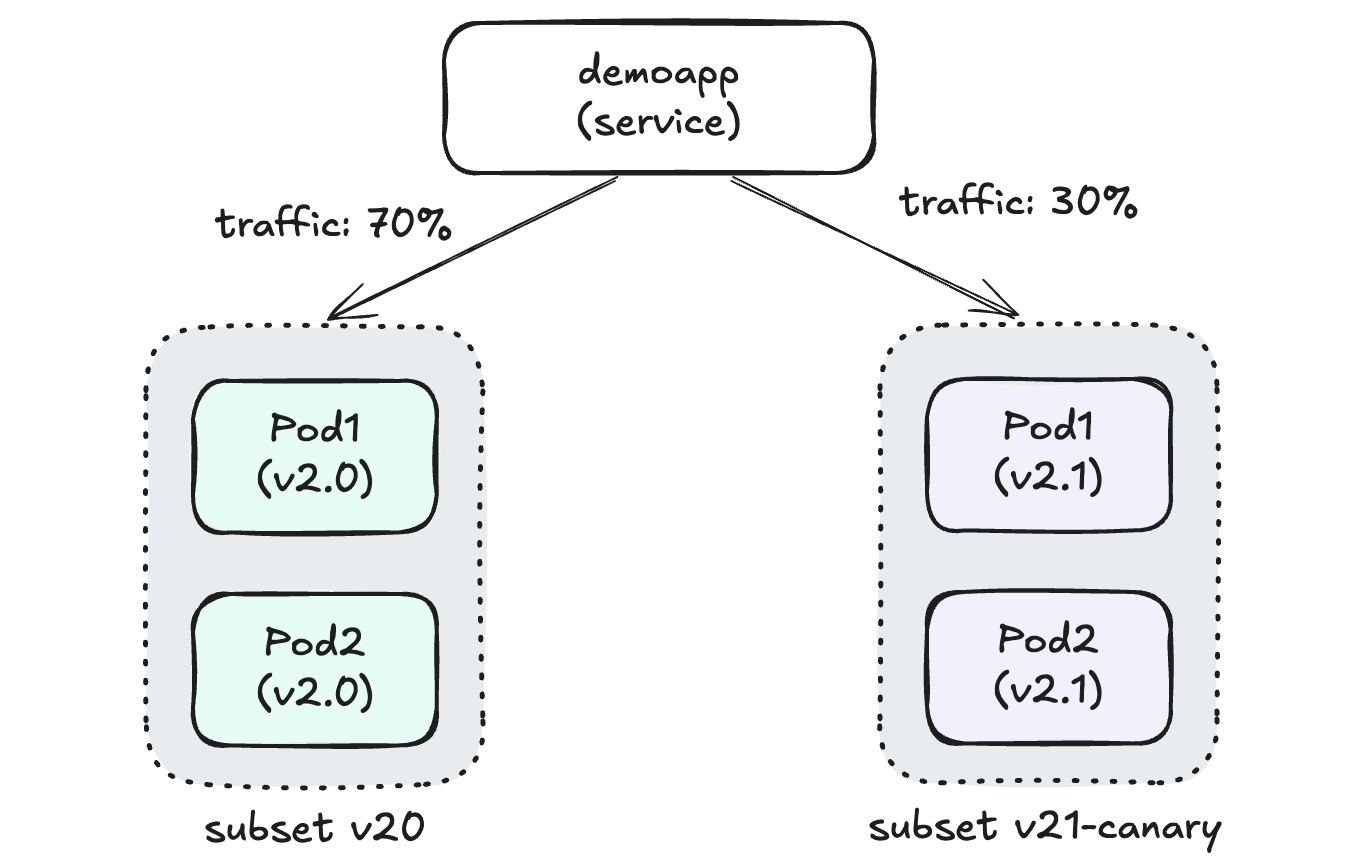 demoapp
(service)
traffic: 70%
traffic: 30%
Pod1
(v2.0)
Pod2
(v2.0)
subset v20
Pod1
(v2.1)
Pod2
(v2.1)
subset v21-canary